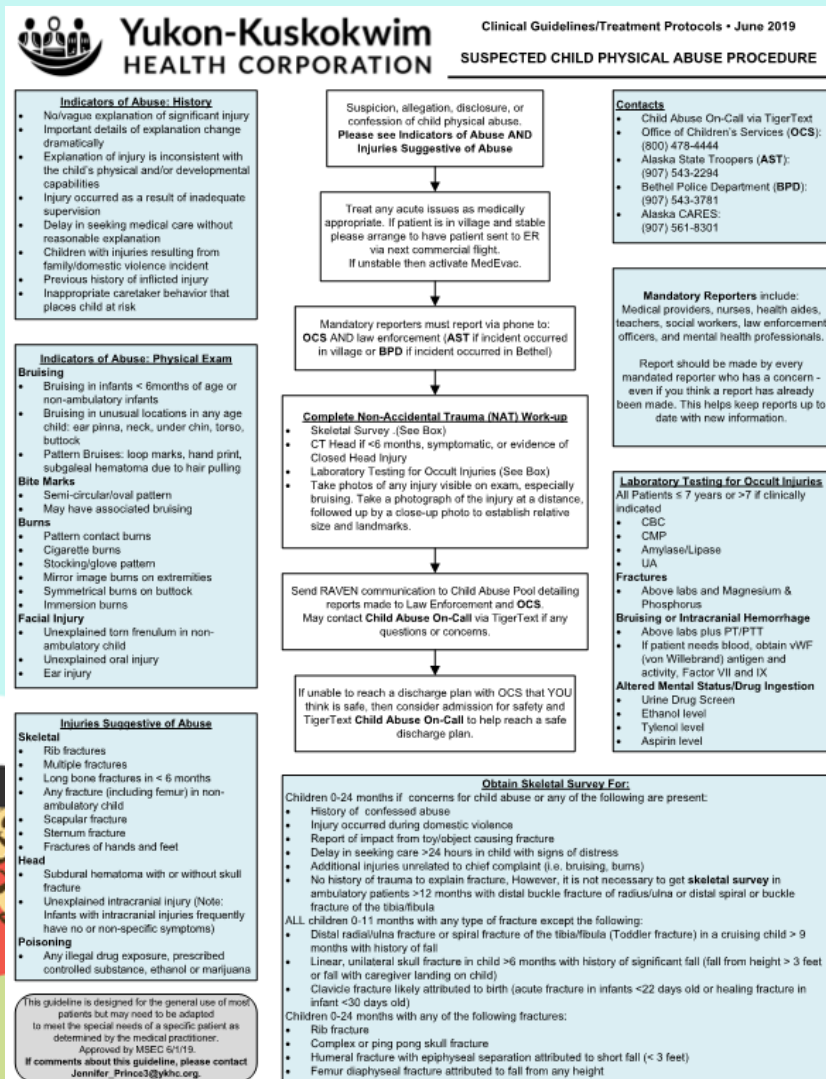 Yukon-Kuskokwim
HEALTH CORPORATION
Clinical Guidelines/Treatment Protocols • June 2019
SUSPECTED CHILD PHYSICAL ABUSE PROCEDURE
Indicators of Abuse: History
• No/vague explanation of significant injury
• Important details of explanation change
dramatically
• Explanation of injury is inconsistent with
the child's physical and/or developmental
capabilities
• Injury occurred as a result of inadequate
supervision
• Delay in seeking medical care without
reasonable explanation
• Children with injuries resulting from
family/domestic violence incident
• Previous history of inflicted injury
• Inappropriate caretaker behavior that
places child at risk
Indicators of Abuse: Physical Exam
Bruising
• Bruising in infants < 6months of age or
non-ambulatory infants
• Bruising in unusual locations in any age
child: ear pinna, neck, under chin, torso,
buttock
• Pattern Bruises: loop marks, hand print,
subgaleal hematoma due to hair pulling
Bite Marks
• Semi-circular/oval pattern
• May have associated bruising
Burns
• Pattern contact burns
• Cigarette burns
• Stocking/glove pattern
• Mirror image burns on extremities
• Symmetrical burns on buttock
• Immersion burns
Facial Injury
• Unexplained torn frenulum in non-
ambulatory child
• Unexplained oral injury
• Ear injury
Injuries Suggestive of Abuse
Skeletal
• Rib fractures
• Multiple fractures
• Long bone fractures in < 6 months
• Any fracture (including femur) in non-
ambulatory child
• Scapular fracture
• Sternum fracture
• Fractures of hands and feet
Head
• Subdural hematoma with or without skull
fracture
• Unexplained intracranial injury (Note:
Infants with intracranial injuries frequently
have no or non-specific symptoms)
Poisoning
• Any illegal drug exposure, prescribed
controlled substance, ethanol or marijuana
This guideline is designed for the general use of most
patients but may need to be adapted
to meet the special needs of a specific patient as
determined by the medical practitioner.
Approved by MSEC 6/1/19.
If comments about this guideline, please contact
Jennifer_Prince3@ykhc.org.
Suspicion, allegation, disclosure, or
confession of child physical abuse.
Please see Indicators of Abuse AND
Injuries Suggestive of Abuse
Treat any acute issues as medically
appropriate. If patient is in village and stable
please arrange to have patient sent to ER
via next commercial flight.
If unstable then activate MedEvac.
Mandatory reporters must report via phone to:
OCS AND law enforcement (AST if incident occurred
in village or BPD if incident occurred in Bethel)
Complete Non-Accidental Trauma (NAT) Work-up
• Skeletal Survey .(See Box)
• CT Head if <6 months, symptomatic, or evidence of
Closed Head Injury
• Laboratory Testing for Occult Injuries (See Box)
• Take photos of any injury visible on exam, especially
bruising. Take a photograph of the injury at a distance,
followed up by a close-up photo to establish relative
size and landmarks.
Send RAVEN communication to Child Abuse Pool detailing
reports made to Law Enforcement and OCS.
May contact Child Abuse On-Call via TigerText if any
questions or concerns.
If unable to reach a discharge plan with OCS that YOU
think is safe, then consider admission for safety and
TigerText Child Abuse On-Call to help reach a safe
discharge plan.
Contacts
• Child Abuse On-Call via TigerText
• Office of Children's Services (OCS):
(800) 478-4444
• Alaska State Troopers (AST):
(907) 543-2294
• Bethel Police Department (BPD):
(907) 543-3781
• Alaska CARES:
(907) 561-8301
Mandatory Reporters include:
Medical providers, nurses, health aides,
teachers, social workers, law enforcement
officers, and mental health professionals.
Report should be made by every
mandated reporter who has a concern -
even if you think a report has already
been made. This helps keep reports up to
date with new information.
Laboratory Testing for Occult Injuries
All Patients ≤ 7 years or >7 if clinically
indicated
• CBC
• CMP
• Amylase/Lipase
• UA
Fractures
• Above labs and Magnesium &
Phosphorus
Bruising or Intracranial Hemorrhage
• Above labs plus PT/PTT
• If patient needs blood, obtain vWF
(von Willebrand) antigen and
activity, Factor VII and IX
Altered Mental Status/Drug Ingestion
• Urine Drug Screen
• Ethanol level
• Tylenol level
• Aspirin level
Obtain Skeletal Survey For:
Children 0-24 months if concerns for child abuse or any of the following are present:
• History of confessed abuse
• Injury occurred during domestic violence
• Report of impact from toy/object causing fracture
• Delay in seeking care >24 hours in child with signs of distress
• Additional injuries unrelated to chief complaint (i.e. bruising, burns)
• No history of trauma to explain fracture, However, it is not necessary to get skeletal survey in
ambulatory patients >12 months with distal buckle fracture of radius/ulna or distal spiral or buckle
fracture of the tibia/fibula
ALL children 0-11 months with any type of fracture except the following:
• Distal radial/ulna fracture or spiral fracture of the tibia/fibula (Toddler fracture) in a cruising child > 9
months with history of fall
• Linear, unilateral skull fracture in child >6 months with history of significant fall (fall from height > 3 feet
or fall with caregiver landing on child)
• Clavicle fracture likely attributed to birth (acute fracture in infants <22 days old or healing fracture in
infant <30 days old)
Children 0-24 months with any of the following fractures:
• Rib fracture
• Complex or ping pong skull fracture
• Humeral fracture with epiphyseal separation attributed to short fall (< 3 feet)
• Femur diaphyseal fracture attributed to fall from any height